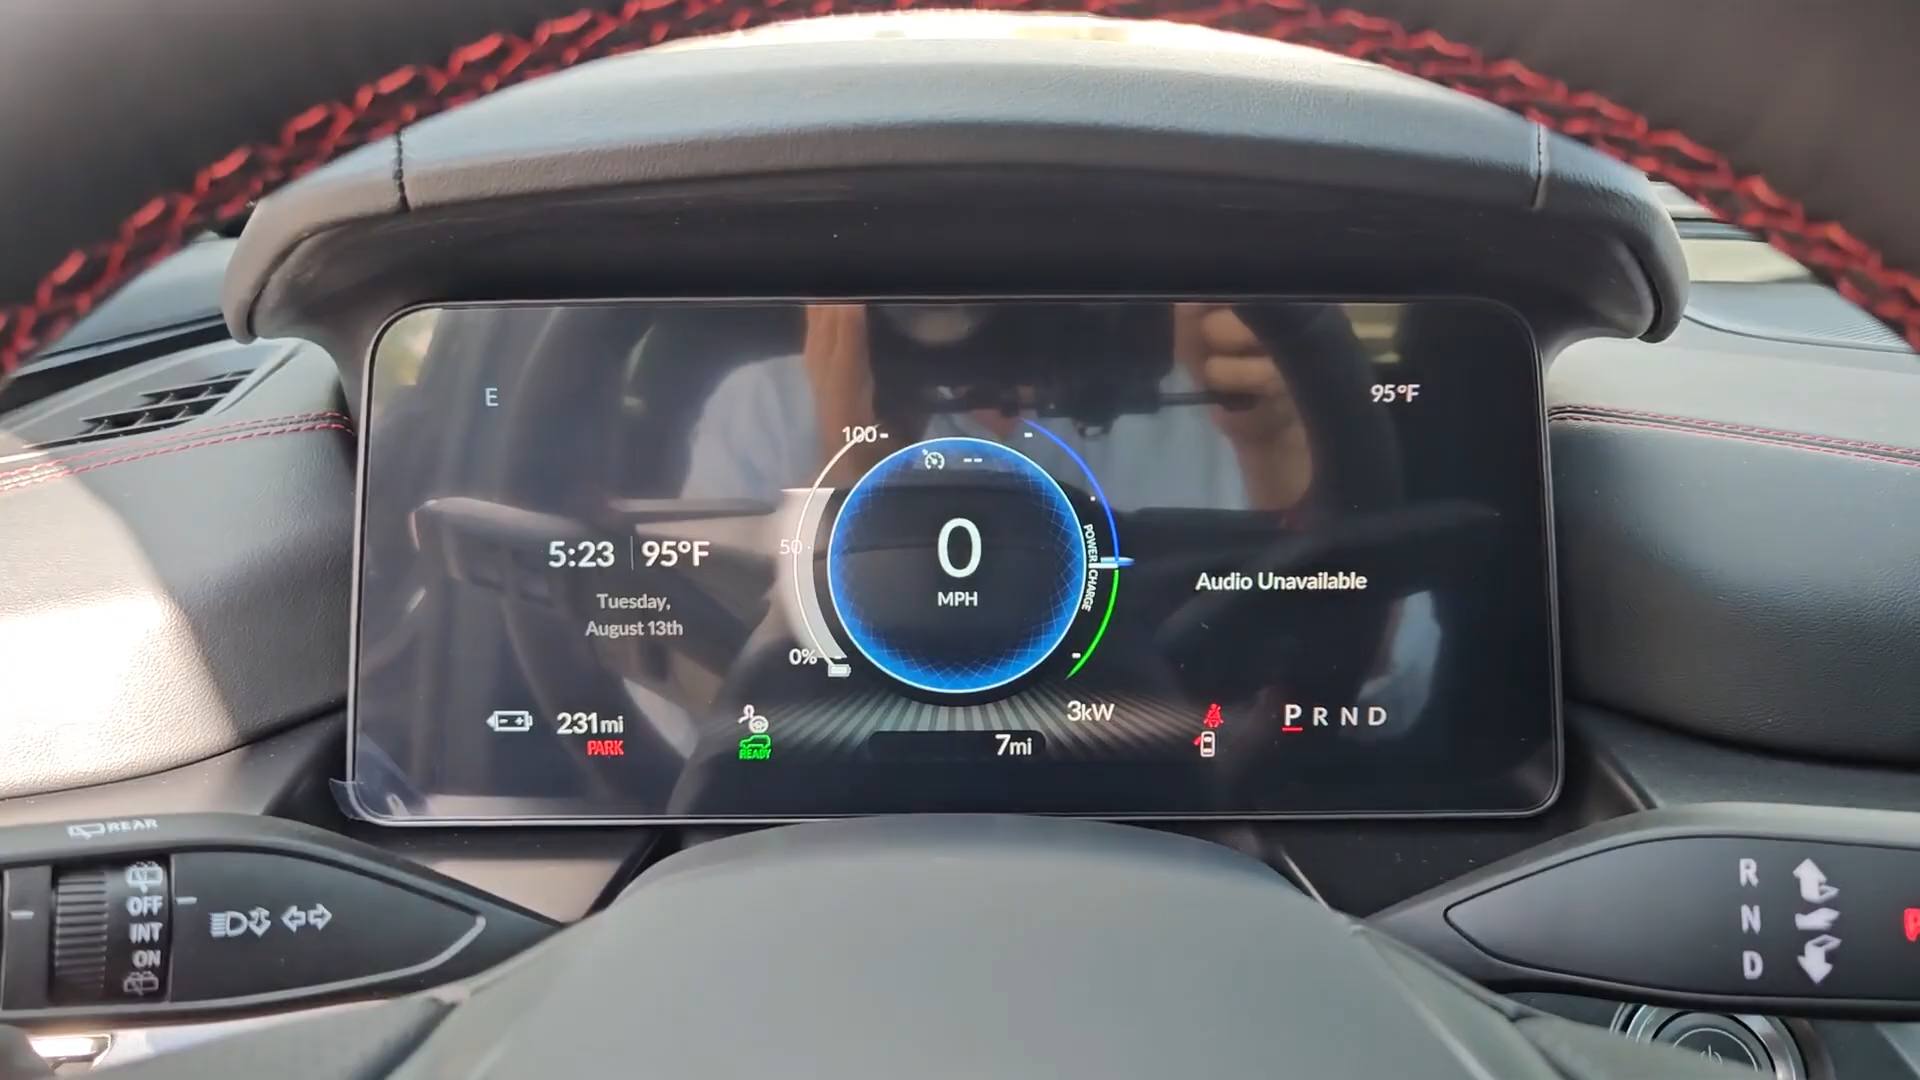 E
95°F
100
50
0%
--
0
MPH
POWER
CHARGE
5:23
95°F
Tuesday,
August 13th
Audio Unavailable
231mi
PARK
READY
3kW
7mi
P R N D
REAR
OFF
INT
ON
R
N
D
P